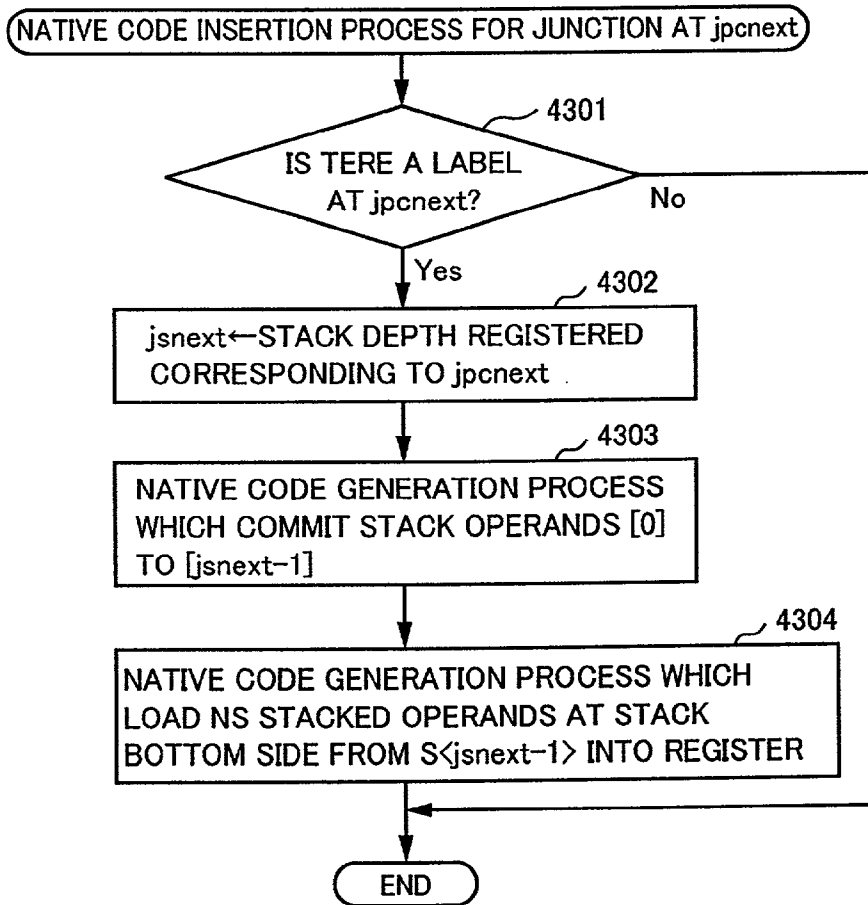 NATIVE CODE INSERTION PROCESS FOR JUNCTION AT jpcnext
4301
IS TERE A LABEL
AT jpcnext?
No
Yes
4302
jsnext←STACK DEPTH REGISTERED
CORRESPONDING TO jpcnext
4303
NATIVE CODE GENERATION PROCESS
WHICH COMMIT STACK OPERANDS [0]
TO [jsnext-1]
4304
NATIVE CODE GENERATION PROCESS WHICH
LOAD NS STACKED OPERANDS AT STACK
BOTTOM SIDE FROM S<jsnext-1> INTO REGISTER
END